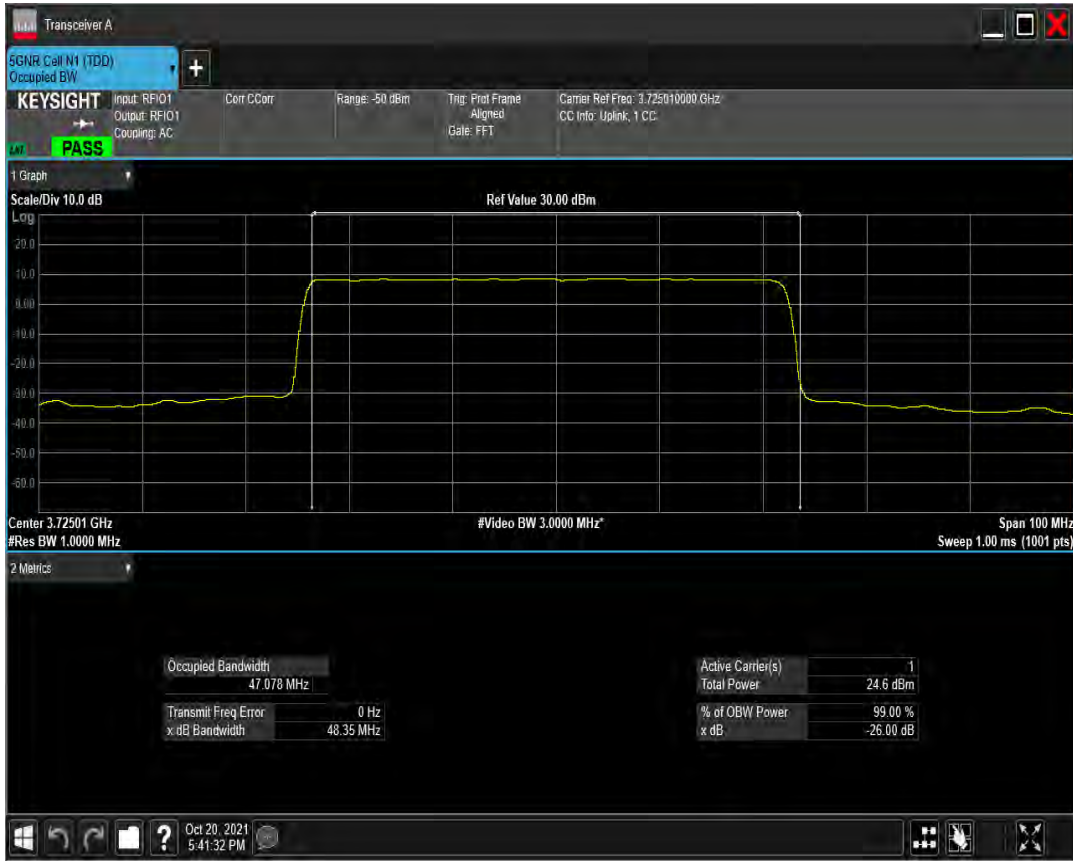 Transceiver A
5GNR Cell N1 (TDD)
Occupied BW
+
KEYSIGHT
Input: RFIO1
Output: RFIO1
Coupling: AC
Corr CCorr
Range: -50 dBm
Trig: Prot Frame
Aligned
Gate: FFT
Carrier Ref Freq: 3.725010000 GHz
CC Info: Uplink, 1 CC
PASS
1 Graph
Scale/Div 10.0 dB
Ref Value 30.00 dBm
Log
20.0
10.0
0.00
-10.0
-20.0
-30.0
-40.0
-50.0
-60.0
Center 3.72501 GHz
#Video BW 3.0000 MHz*
Span 100 MHz
#Res BW 1.0000 MHz
Sweep 1.00 ms (1001 pts)
2 Metrics
Occupied Bandwidth
47.078 MHz
Transmit Freq Error 0 Hz
x dB Bandwidth 48.35 MHz
Active Carrier(s) 1
Total Power 24.6 dBm
% of OBW Power 99.00 %
x dB -26.00 dB
?
Oct 20, 2021
5:41:32 PM